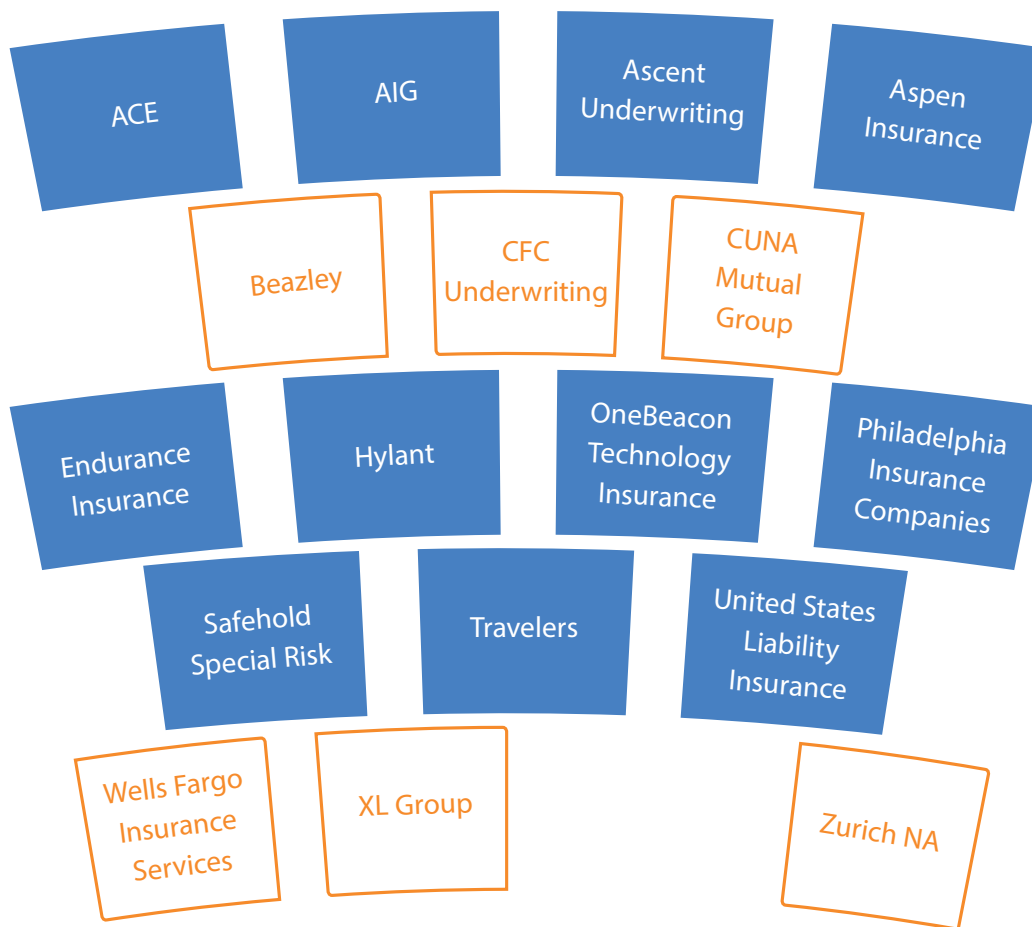 ACE
AIG
Ascent
Underwriting
Aspen
Insurance
Beazley
CFC
Underwriting
CUNA
Mutual
Group
Endurance
Insurance
Hylant
OneBeacon
Technology
Insurance
Philadelphia
Insurance
Companies
Safehold
Special Risk
Travelers
United States
Liability
Insurance
Wells Fargo
Insurance
Services
XL Group
Zurich NA